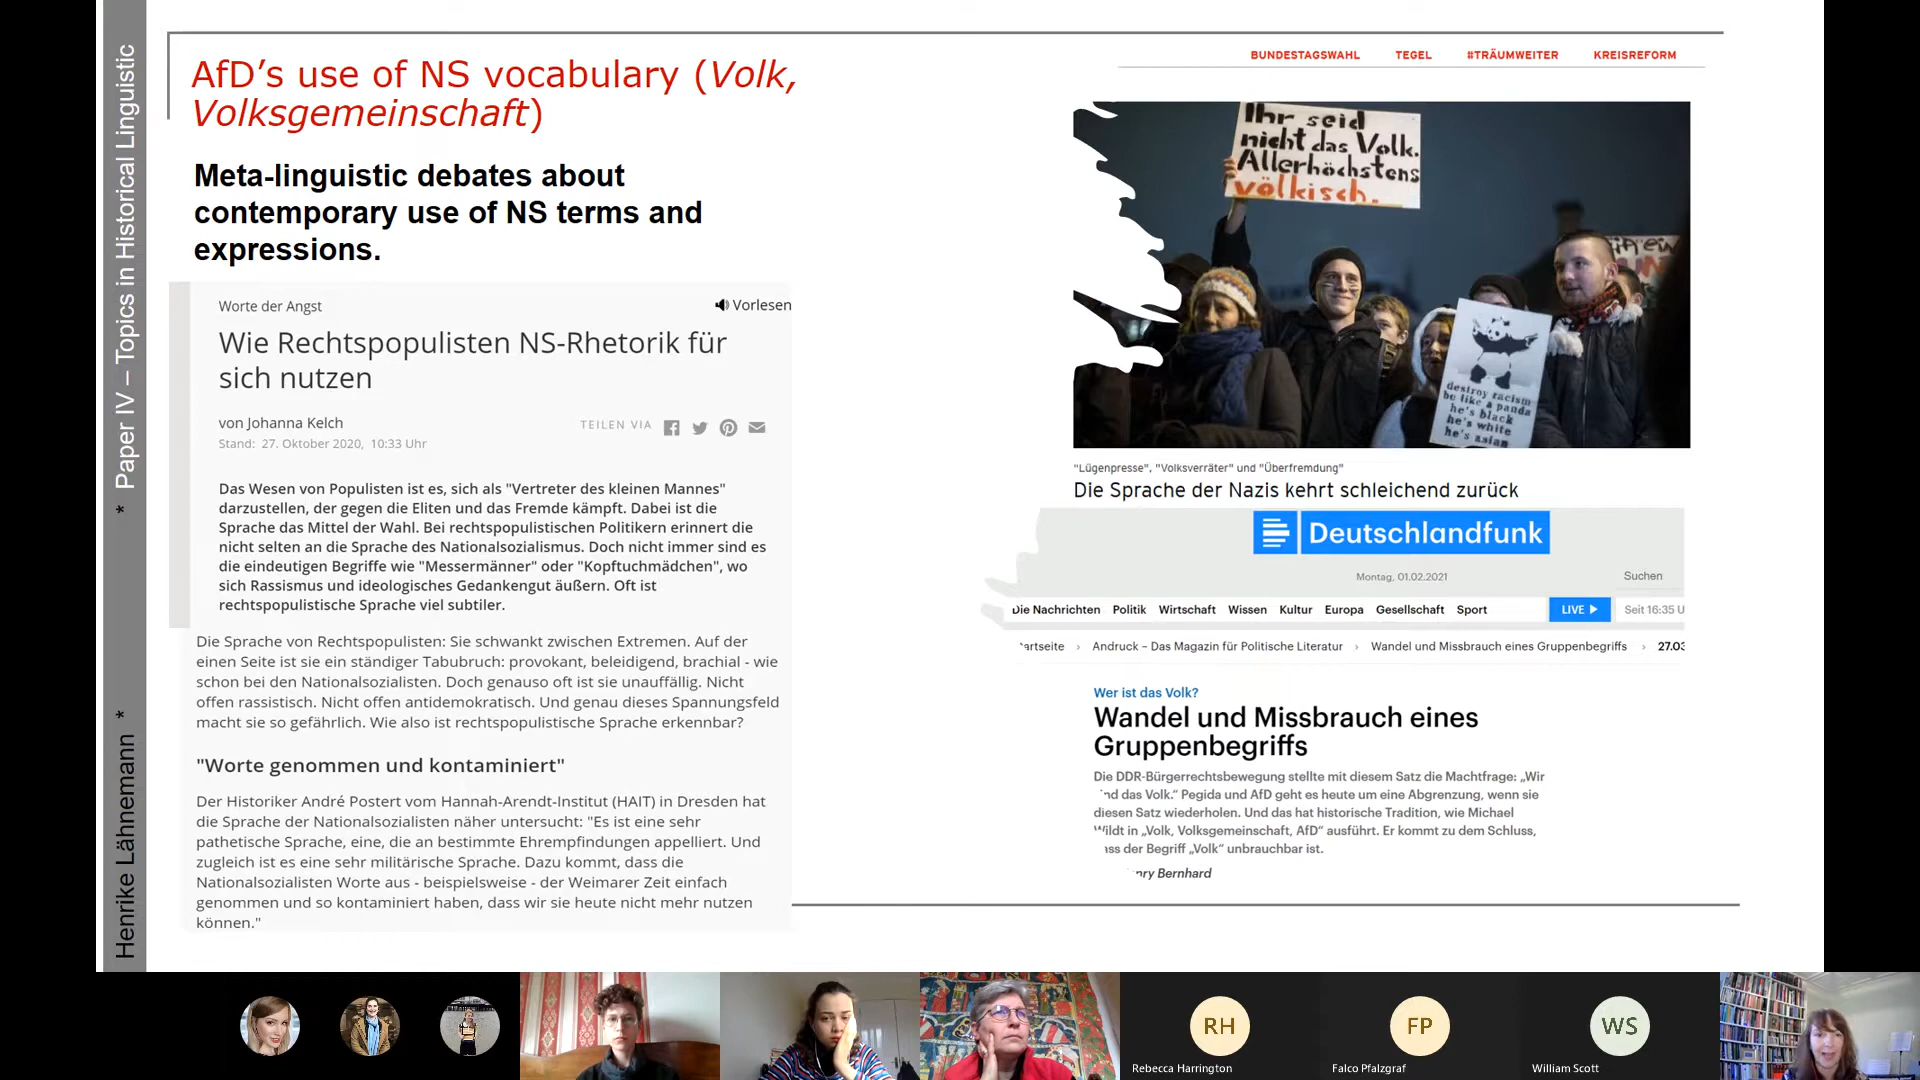 Paper IV – Topics in Historical Linguistic
*
*
Henrike Lähnemann
AfD’s use of NS vocabulary (Volk,
Volksgemeinschaft)
Meta-linguistic debates about
contemporary use of NS terms and
expressions.
Worte der Angst
Vorlesen
Wie Rechtspopulisten NS-Rhetorik für
sich nutzen
von Johanna Kelch
Stand: 27. Oktober 2020, 10:33 Uhr
TEILEN VIA
Das Wesen von Populisten ist es, sich als "Vertreter des kleinen Mannes"
darzustellen, der gegen die Eliten und das Fremde kämpft. Dabei ist die
Sprache das Mittel der Wahl. Bei rechtspopulistischen Politikern erinnert die
nicht selten an die Sprache des Nationalsozialismus. Doch nicht immer sind es
die eindeutigen Begriffe wie "Messermänner" oder "Kopftuchmädchen", wo
sich Rassismus und ideologisches Gedankengut äußern. Oft ist
rechtspopulistische Sprache viel subtiler.
Die Sprache von Rechtspopulisten: Sie schwankt zwischen Extremen. Auf der
einen Seite ist sie ein ständiger Tabubruch: provokant, beleidigend, brachial - wie
schon bei den Nationalsozialisten. Doch genauso oft ist sie unauffällig. Nicht
offen rassistisch. Nicht offen antidemokratisch. Und genau dieses Spannungsfeld
macht sie so gefährlich. Wie also ist rechtspopulistische Sprache erkennbar?
"Worte genommen und kontaminiert"
Der Historiker André Postert vom Hannah-Arendt-Institut (HAIT) in Dresden hat
die Sprache der Nationalsozialisten näher untersucht: "Es ist eine sehr
pathetische Sprache, eine, die an bestimmte Ehrempfindungen appelliert. Und
zugleich ist es eine sehr militärische Sprache. Dazu kommt, dass die
Nationalsozialisten Worte aus - beispielsweise - der Weimarer Zeit einfach
genommen und so kontaminiert haben, dass wir sie heute nicht mehr nutzen
können."
BUNDESTAGSWAHL TEGEL #TRÄUMWEITER KREISREFORM
Ihr seid
nicht das Volk.
Allerhöchstens
völkisch.
destroy racism
be like a panda
he's black
he's white
he's asian
"Lügenpresse", "Volksverräter" und "Überfremdung"
Die Sprache der Nazis kehrt schleichend zurück
Deutschlandfunk
Montag, 01.02.2021
Suchen
Die Nachrichten Politik Wirtschaft Wissen Kultur Europa Gesellschaft Sport LIVE Seit 16:35 U
artseite › Andruck – Das Magazin für Politische Literatur › Wandel und Missbrauch eines Gruppenbegriffs › 27.03
Wer ist das Volk?
Wandel und Missbrauch eines
Gruppenbegriffs
Die DDR-Bürgerrechtsbewegung stellte mit diesem Satz die Machtfrage: „Wir
nd das Volk.“ Pegida und AfD geht es heute um eine Abgrenzung, wenn sie
diesen Satz wiederholen. Und das hat historische Tradition, wie Michael
Wildt in „Volk, Volksgemeinschaft, AfD“ ausführt. Er kommt zu dem Schluss,
ass der Begriff „Volk“ unbrauchbar ist.
nry Bernhard
RH
Rebecca Harrington
FP
Falco Pfalzgraf
WS
William Scott